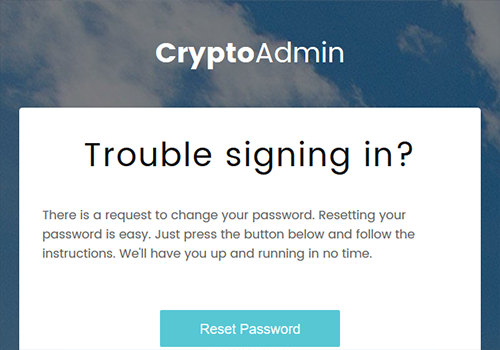 CryptoAdmin
Trouble signing in?
There is a request to change your password. Resetting your
password is easy. Just press the button below and follow the
instructions. We'll have you up and running in no time.
Reset Password